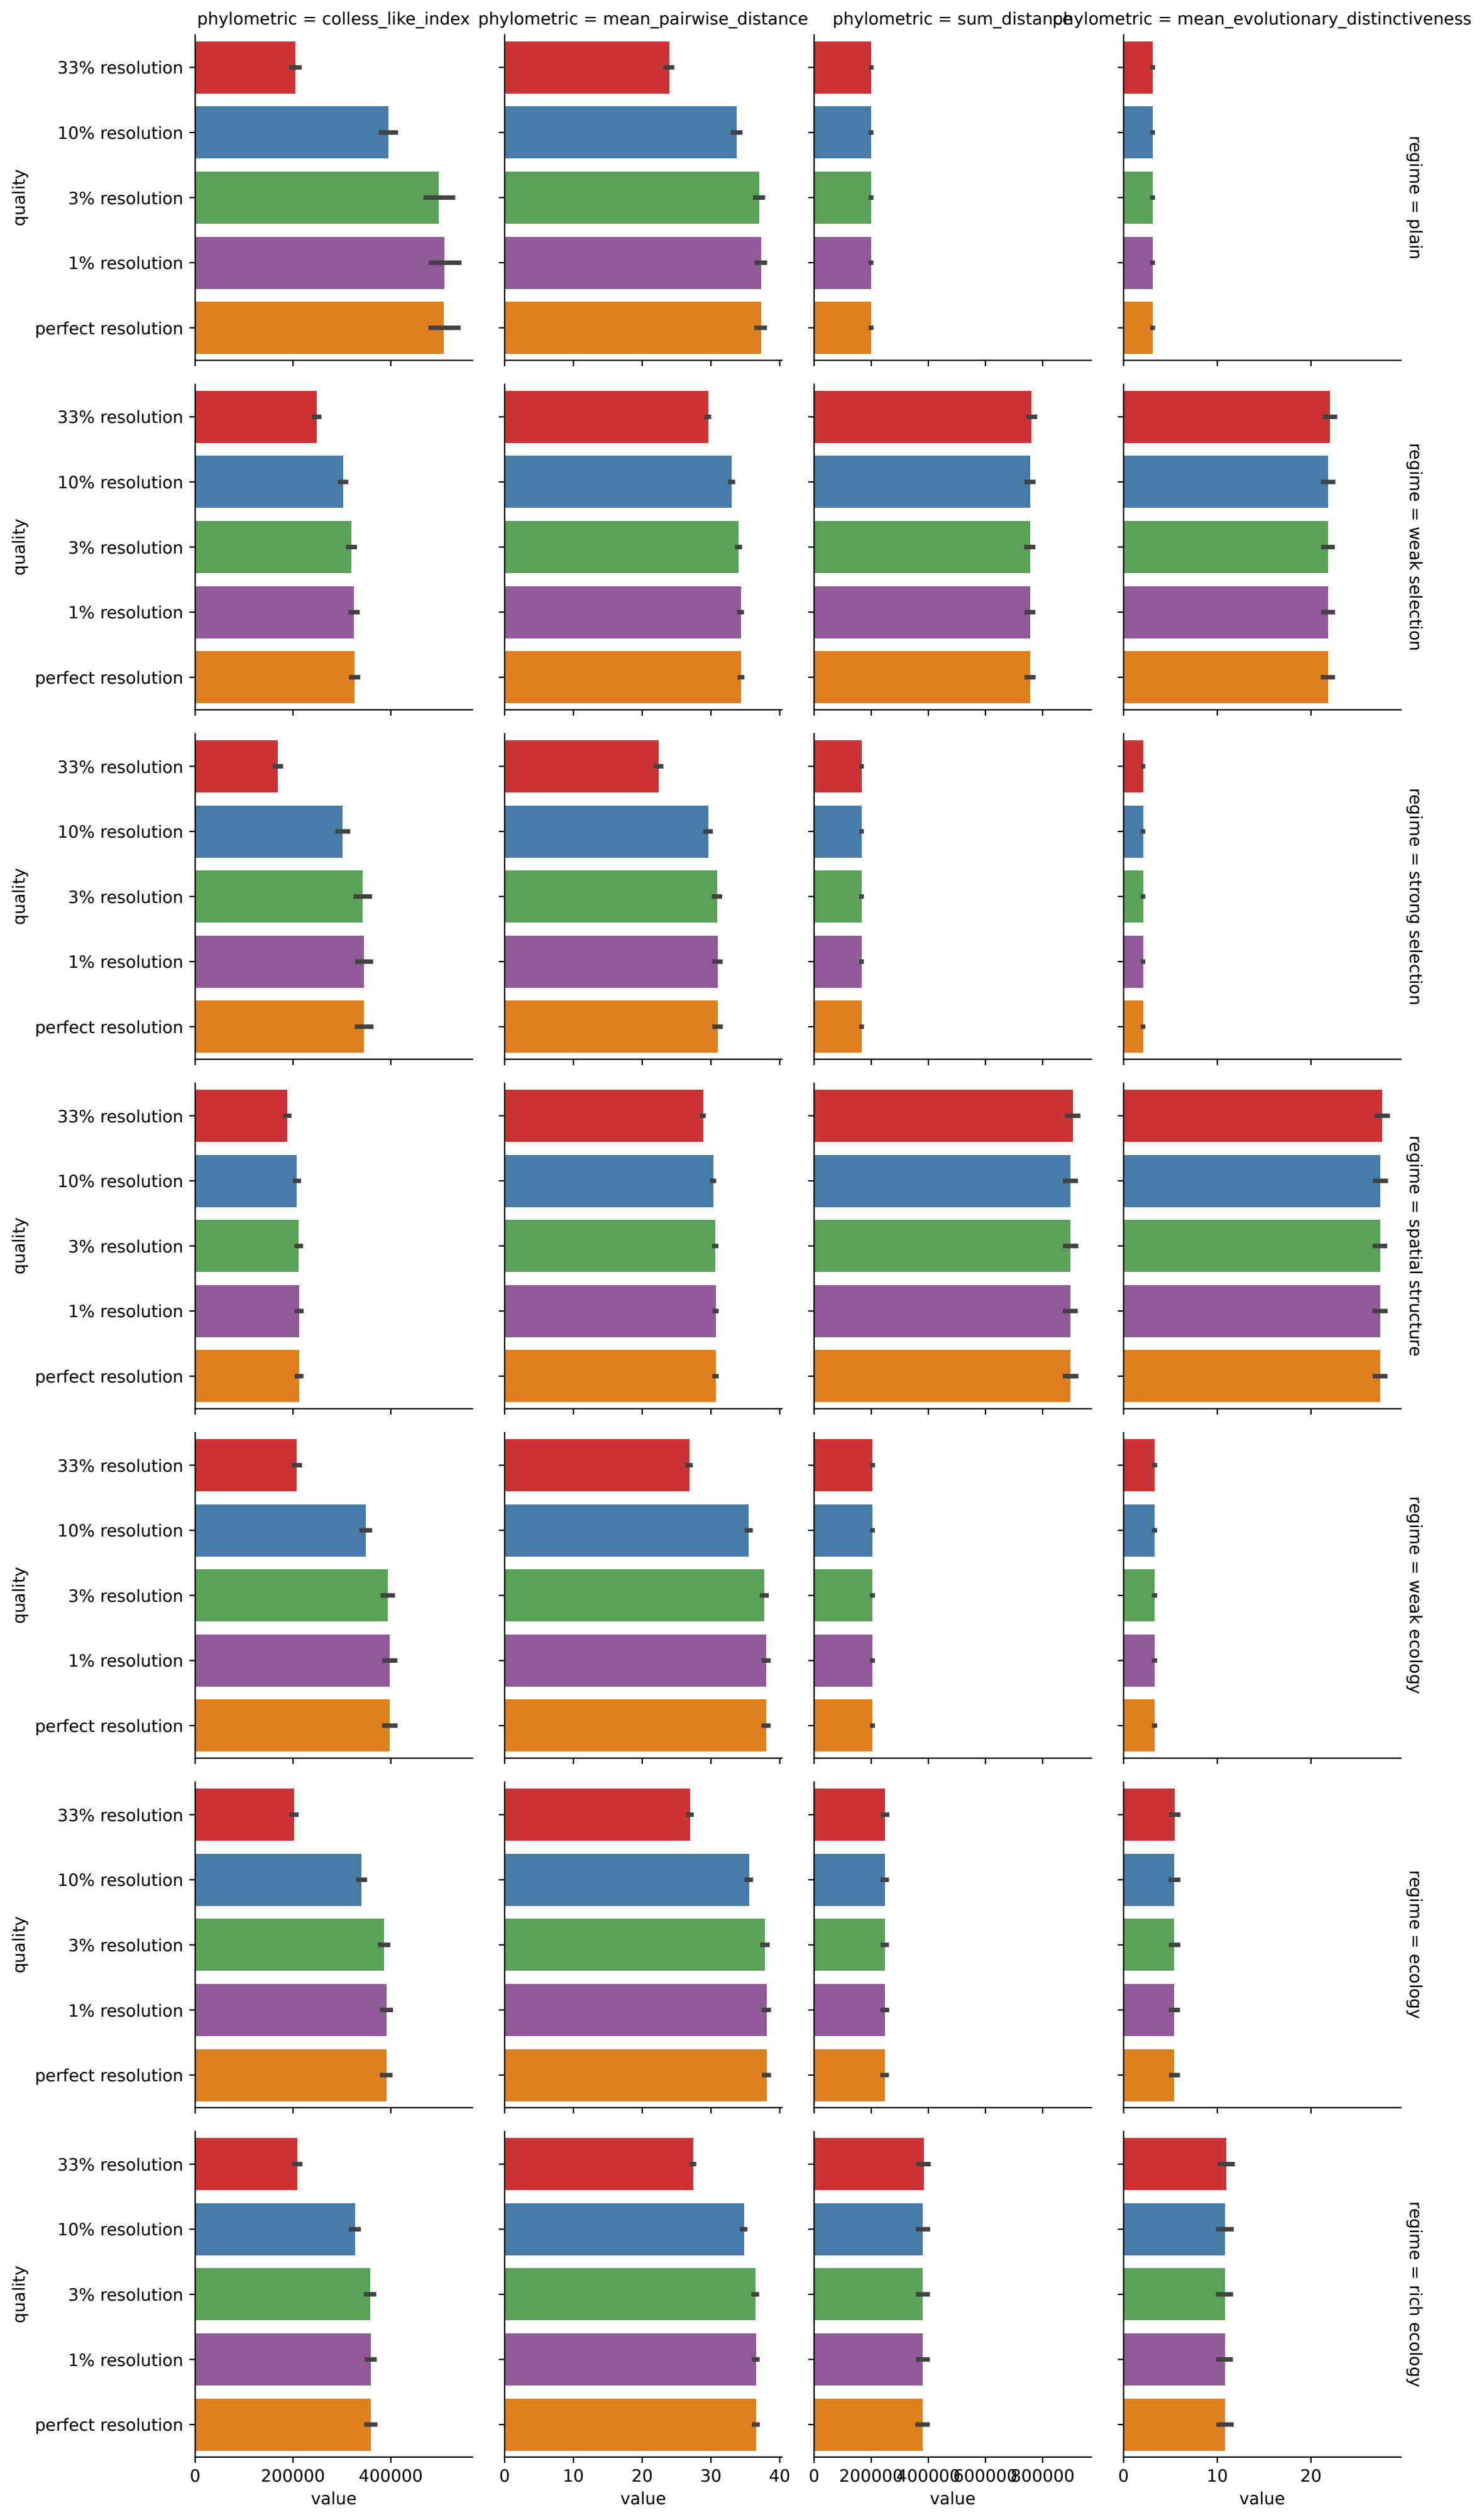 phylometric = colless_like_index phylometric = mean_pairwise_distance phylometric = sum_distance phylometric = mean_evolutionary_distinctiveness
33% resolution
10% resolution
3% resolution
1% resolution
perfect resolution
quality
regime = plain
33% resolution
10% resolution
3% resolution
1% resolution
perfect resolution
quality
regime = weak selection
33% resolution
10% resolution
3% resolution
1% resolution
perfect resolution
quality
regime = strong selection
33% resolution
10% resolution
3% resolution
1% resolution
perfect resolution
quality
regime = spatial structure
33% resolution
10% resolution
3% resolution
1% resolution
perfect resolution
quality
regime = weak ecology
33% resolution
10% resolution
3% resolution
1% resolution
perfect resolution
quality
regime = ecology
33% resolution
10% resolution
3% resolution
1% resolution
perfect resolution
quality
regime = rich ecology
0 200000 400000 0 10 20 30 40 0 200000 400000 600000 800000 0 10 20
value value value value